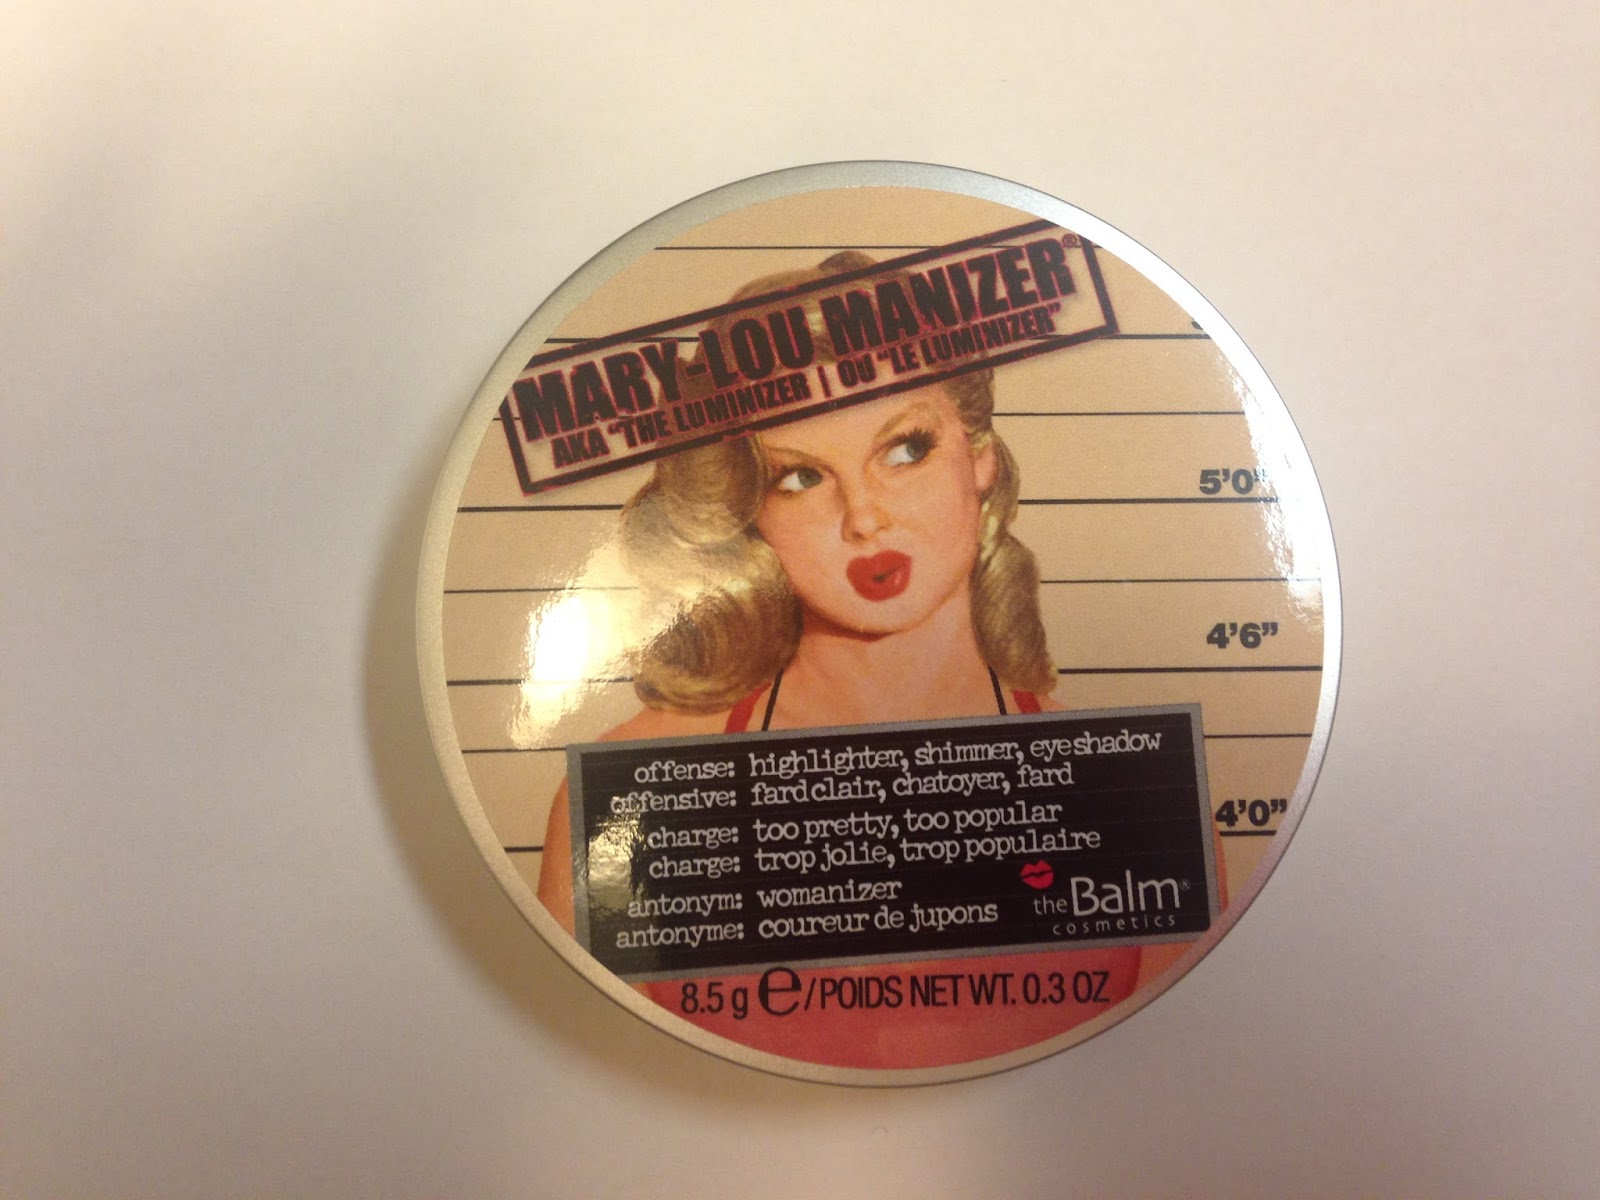 MARY-LOU MANIZER®
AKA "THE LUMINIZER | OU "LE LUMINIZER"
5'0"
4'6"
4'0"
offense: highlighter, shimmer, eyeshadow
offensive: fard clair, chatoyer, fard
charge: too pretty, too popular
charge: trop jolie, trop populaire
antonym: womanizer
antonyme: coureur de jupons
theBalm®
cosmetics
8.5 g ℮/POIDS NET WT. 0.3 OZ